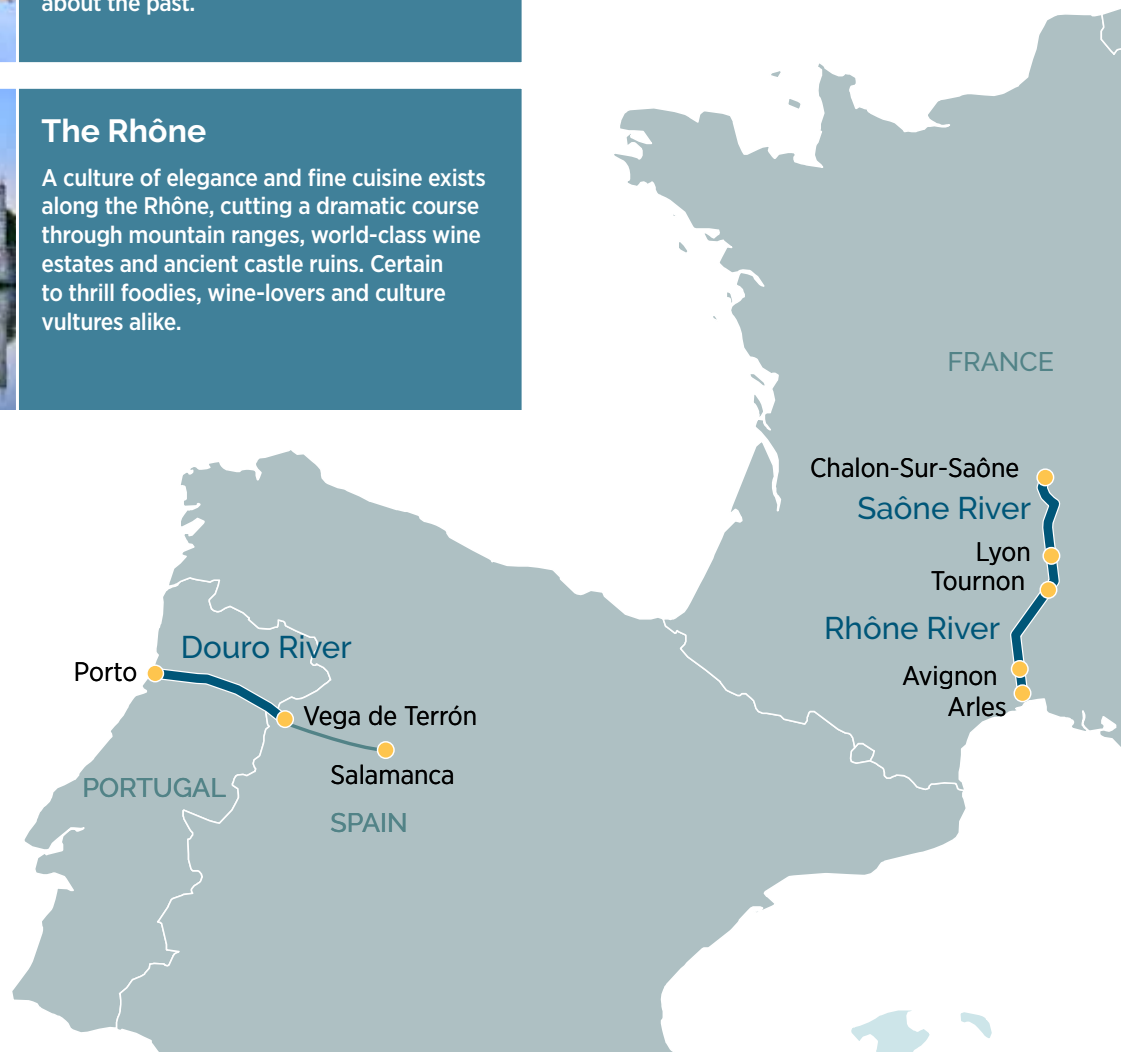 about the past.
The Rhône
A culture of elegance and fine cuisine exists
along the Rhône, cutting a dramatic course
through mountain ranges, world-class wine
estates and ancient castle ruins. Certain
to thrill foodies, wine-lovers and culture
vultures alike.
FRANCE
Chalon-Sur-Saône
Saône River
Lyon
Tournon
Rhône River
Avignon
Arles
Douro River
Porto
Vega de Terrón
Salamanca
PORTUGAL
SPAIN